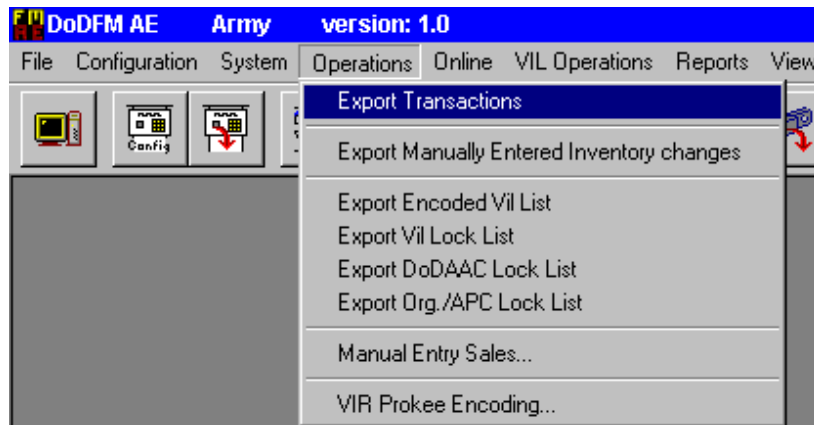 DoDFM AE Army version: 1.0
File Configuration System Operations Online VIL Operations Reports View
Config
Export Transactions
Export Manually Entered Inventory changes
Export Encoded Vil List
Export Vil Lock List
Export DoDAAC Lock List
Export Org./APC Lock List
Manual Entry Sales...
VIR Prokee Encoding...